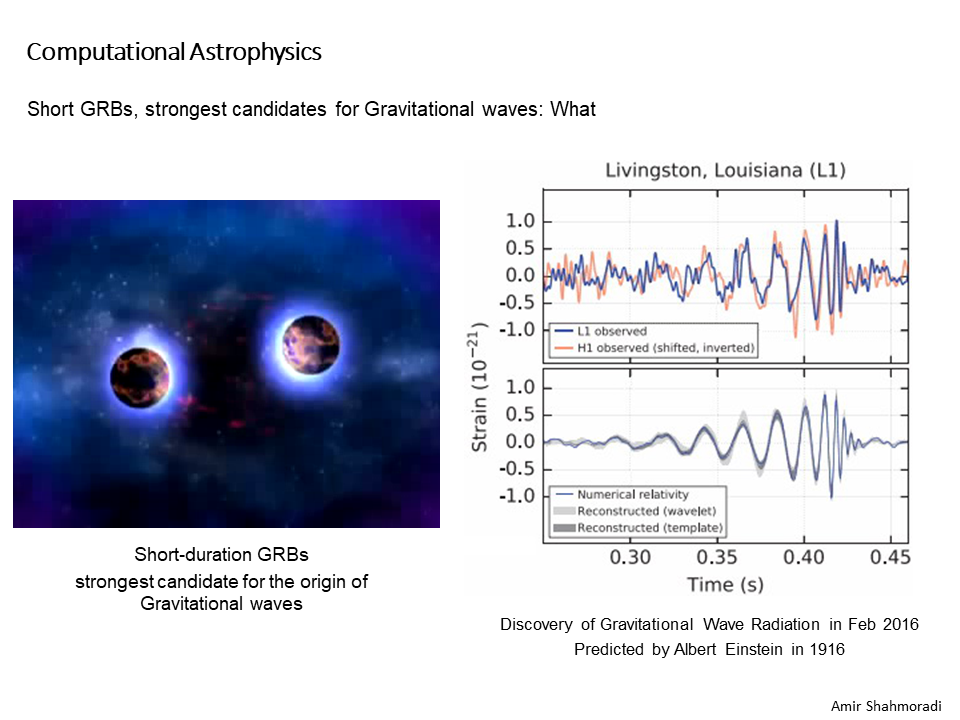 Computational Astrophysics
Short GRBs, strongest candidates for Gravitational waves: What
Short-duration GRBs
strongest candidate for the origin of
Gravitational waves
Livingston, Louisiana (L1)
1.0
0.5
0.0
-0.5
-1.0
L1 observed
H1 observed (shifted, inverted)
Strain (10⁻²¹)
1.0
0.5
0.0
-0.5
-1.0
Numerical relativity
Reconstructed (wavelet)
Reconstructed (template)
0.30 0.35 0.40 0.45
Time (s)
Discovery of Gravitational Wave Radiation in Feb 2016
Predicted by Albert Einstein in 1916
Amir Shahmoradi